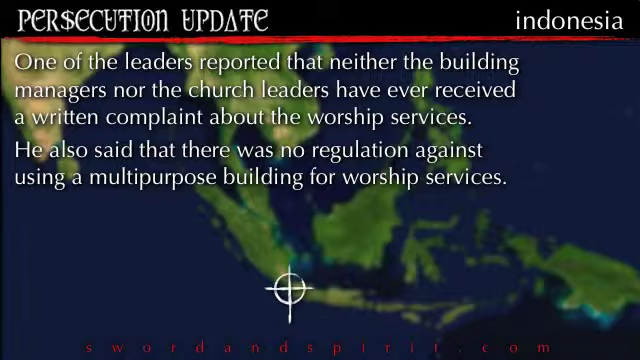 PER$ECUTION UPDATE
indonesia
One of the leaders reported that neither the building
managers nor the church leaders have ever received
a written complaint about the worship services.
He also said that there was no regulation against
using a multipurpose building for worship services.
swordandspirit.com